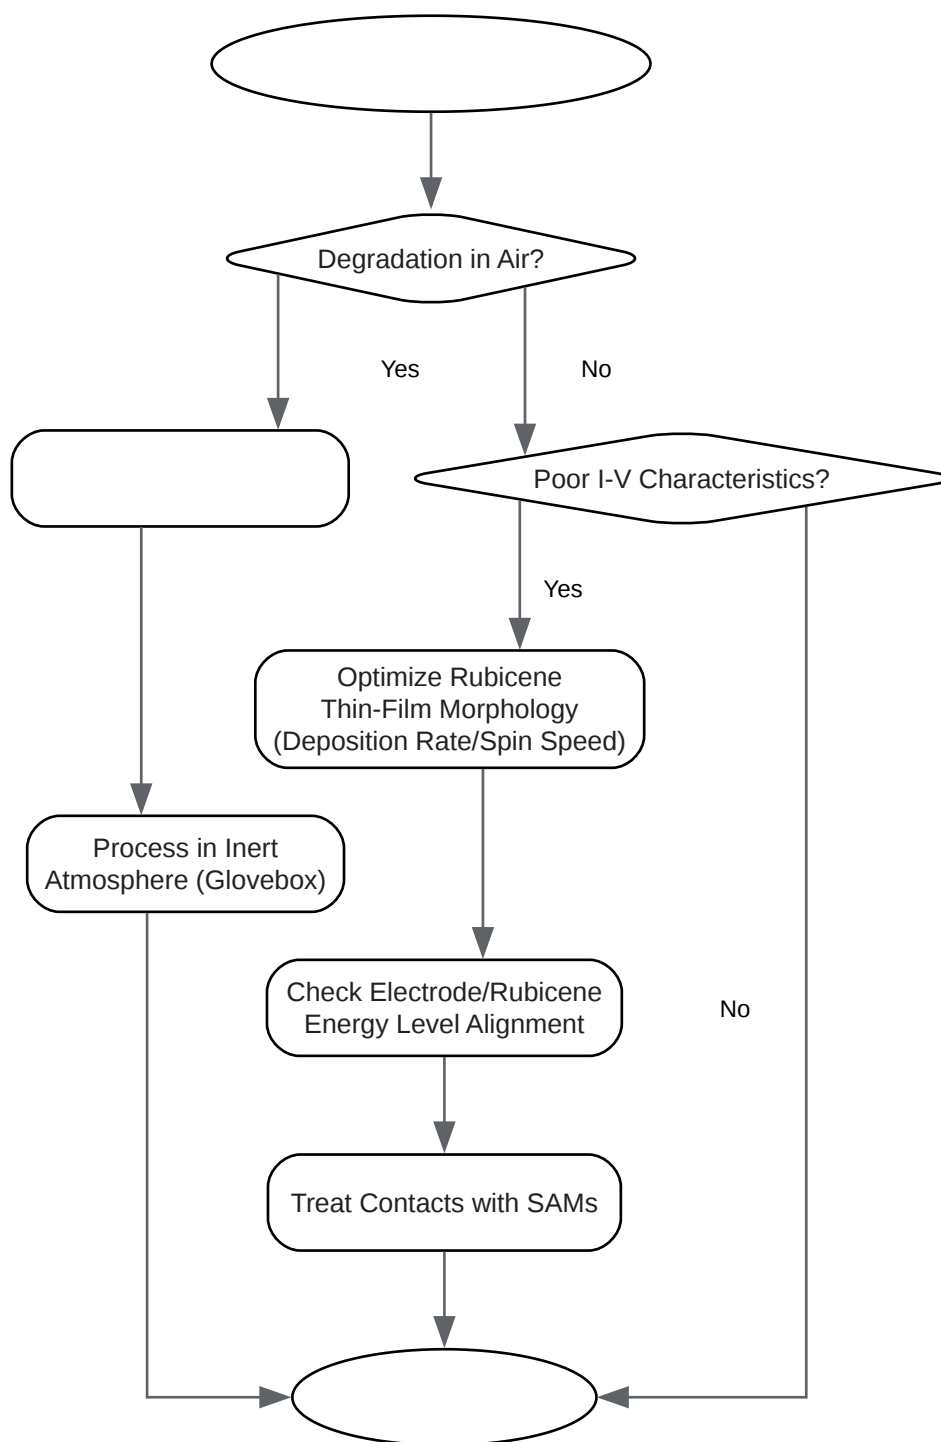 Degradation in Air?
Yes
No
Poor I-V Characteristics?
Yes
Optimize Rubicene
Thin-Film Morphology
(Deposition Rate/Spin Speed)
Process in Inert
Atmosphere (Glovebox)
Check Electrode/Rubicene
Energy Level Alignment
No
Treat Contacts with SAMs